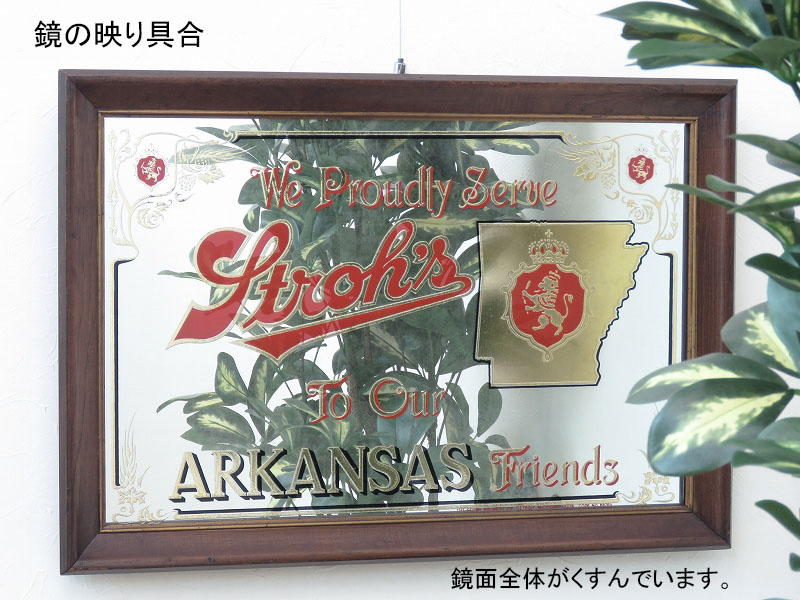 鏡の映り具合
We Proudly Serve
Stroh's
To Our
ARKANSAS Friends
鏡面全体がくすんでいます。